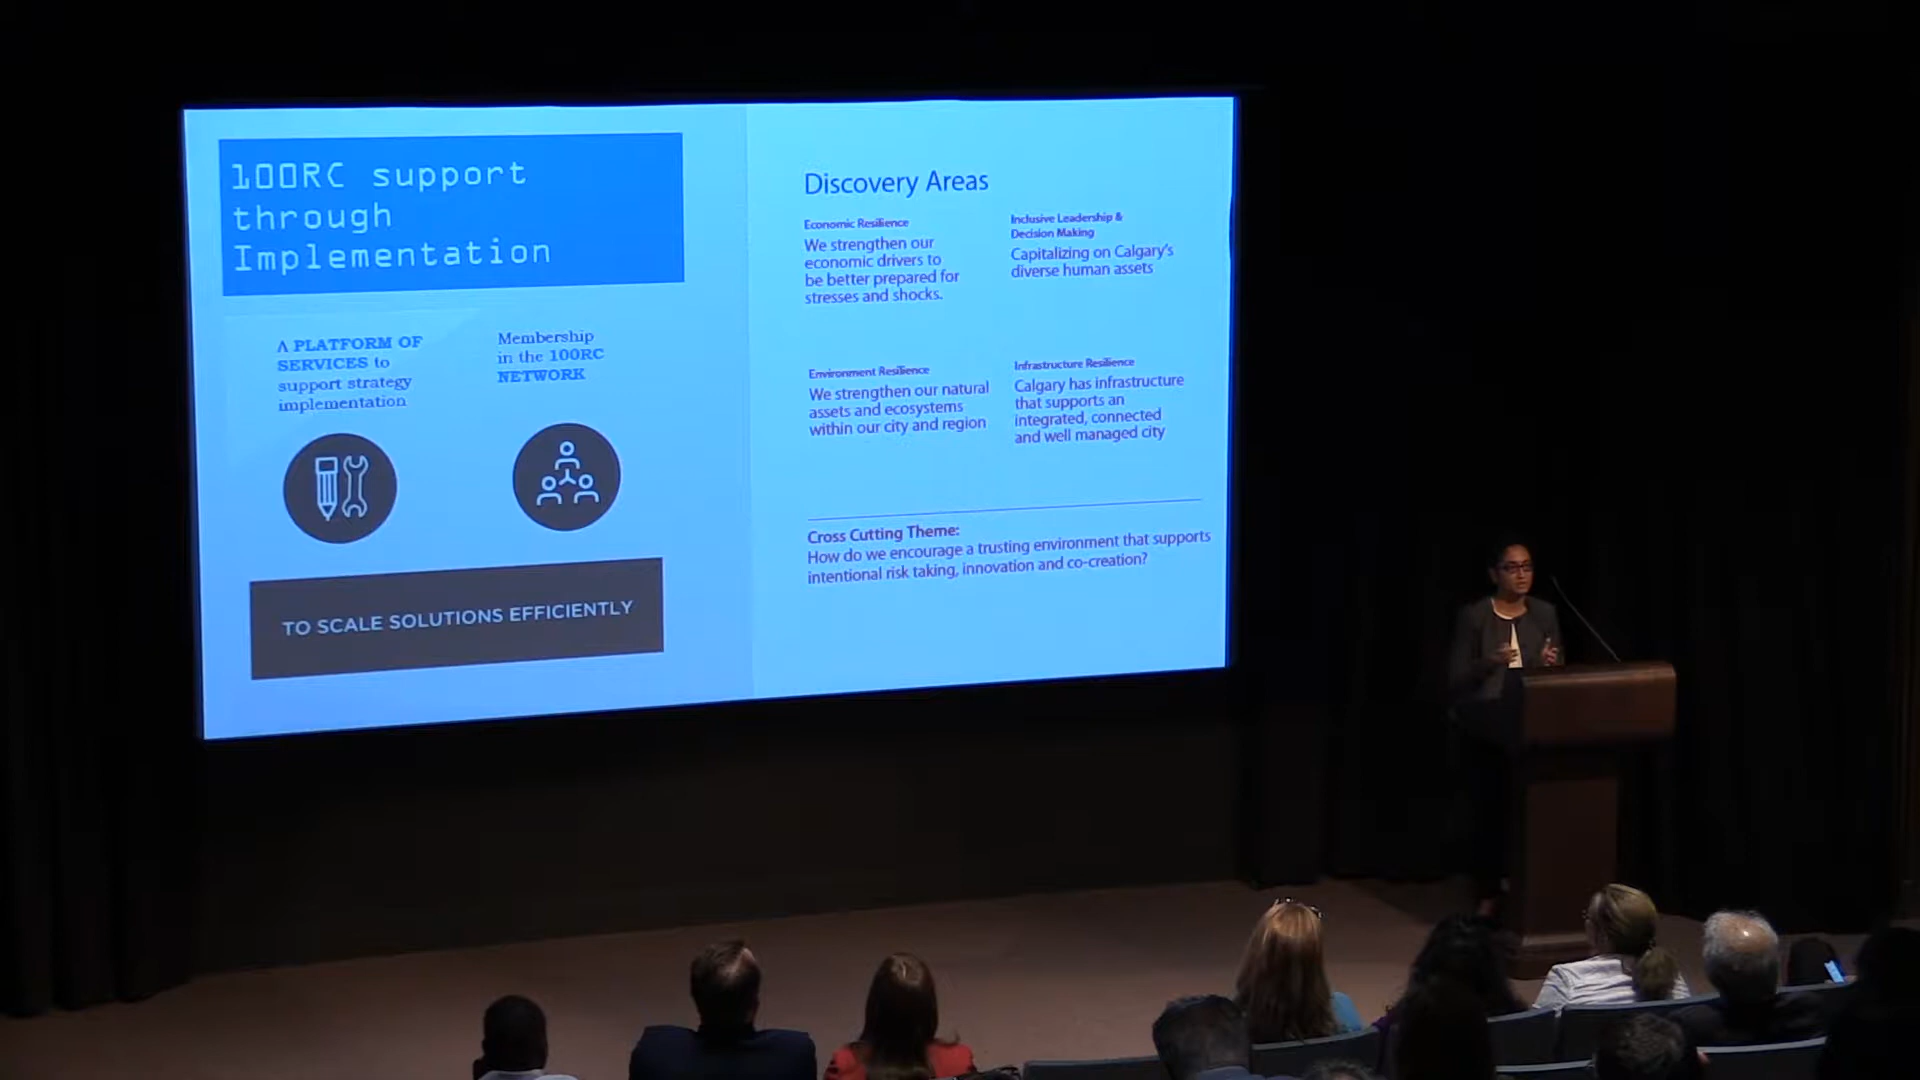 100RC support
through
Implementation
A PLATFORM OF
SERVICES to
support strategy
implementation
Membership
in the 100RC
NETWORK
TO SCALE SOLUTIONS EFFICIENTLY
Discovery Areas
Economic Resilience
We strengthen our
economic drivers to
be better prepared for
stresses and shocks.
Inclusive Leadership &
Decision Making
Capitalizing on Calgary's
diverse human assets
Environment Resilience
We strengthen our natural
assets and ecosystems
within our city and region
Infrastructure Resilience
Calgary has infrastructure
that supports an
integrated, connected
and well managed city
Cross Cutting Theme:
How do we encourage a trusting environment that supports
intentional risk taking, innovation and co-creation?